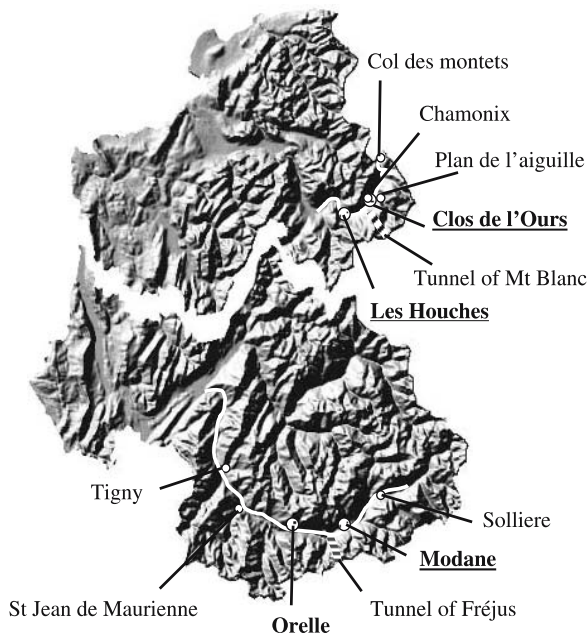 Col des montets
Chamonix
Plan de l'aiguille
Clos de l'Ours
Tunnel of Mt Blanc
Les Houches
Tigny
Solliere
Modane
St Jean de Maurienne
Tunnel of Fréjus
Orelle